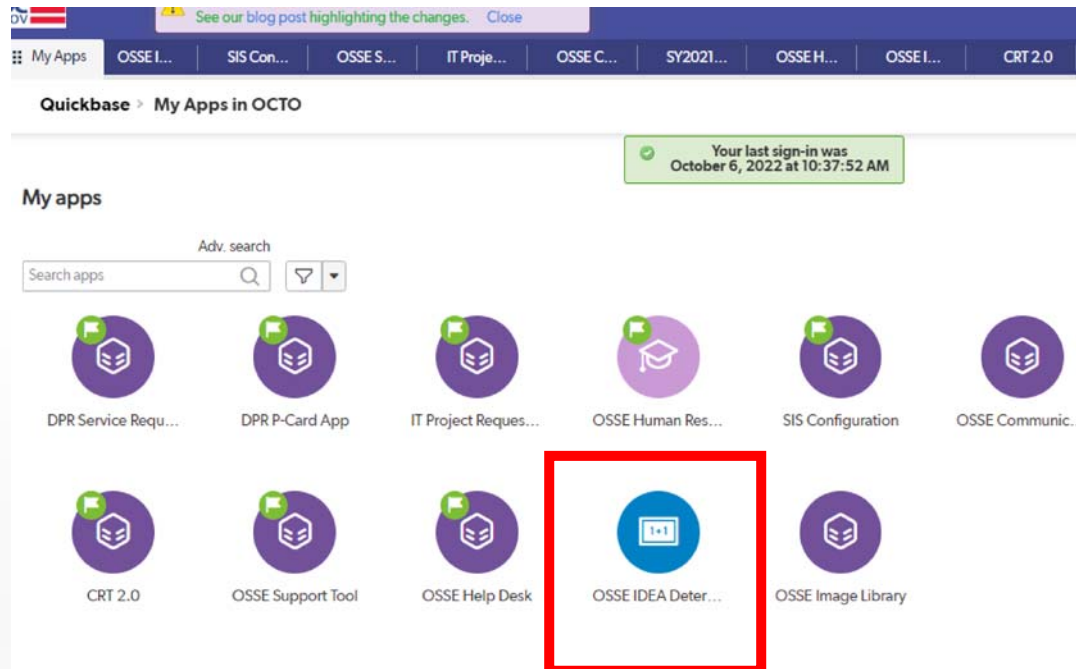 See our blog post highlighting the changes. Close
My Apps OSSE I... SIS Con... OSSE S... IT Proje... OSSE C... SY2021... OSSE H... OSSE I... CRT 2.0
Quickbase > My Apps in OCTO
Your last sign-in was
October 6, 2022 at 10:37:52 AM
My apps
Adv. search
Search apps
DPR Service Requ... DPR P-Card App IT Project Reques... OSSE Human Res... SIS Configuration OSSE Communic...
1+1
CRT 2.0 OSSE Support Tool OSSE Help Desk OSSE IDEA Deter... OSSE Image Library